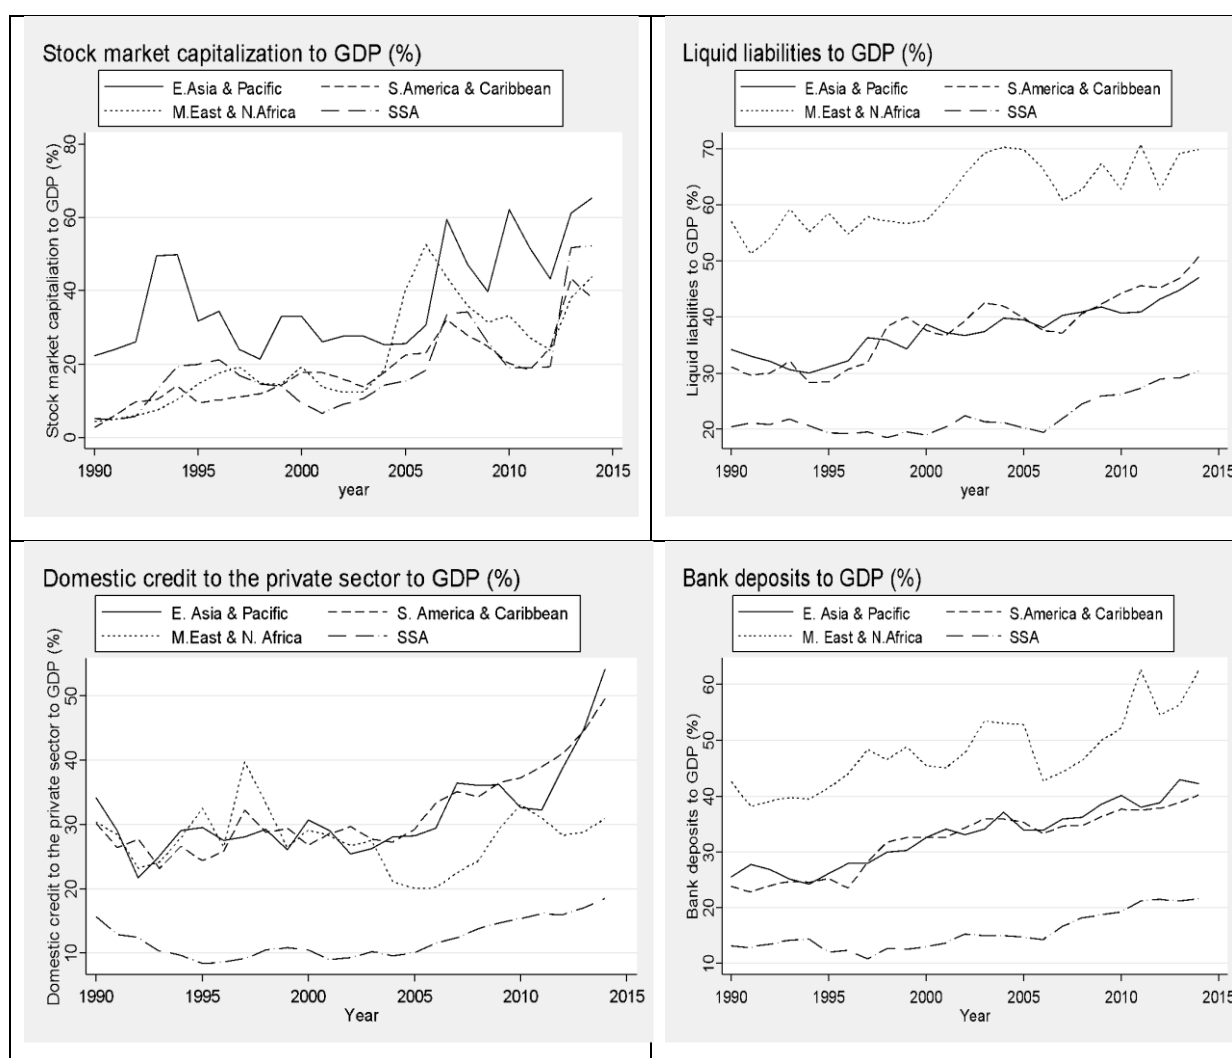 Stock market capitalization to GDP (%)
E.Asia & Pacific S.America & Caribbean
M.East & N.Africa SSA
Stock market capitaliation to GDP (%)
80
60
40
20
0
1990 1995 2000 2005 2010 2015
year
Liquid liabilities to GDP (%)
E.Asia & Pacific S.America & Caribbean
M.East & N.Africa SSA
Liquid liabilities to GDP (%)
70
60
50
40
30
20
1990 1995 2000 2005 2010 2015
year
Domestic credit to the private sector to GDP (%)
E. Asia & Pacific S. America & Caribbean
M.East & N. Africa SSA
Domestic credit to the private sector to GDP (%)
50
40
30
20
10
1990 1995 2000 2005 2010 2015
Year
Bank deposits to GDP (%)
E. Asia & Pacific S.America & Caribbean
M. East & N.Africa SSA
Bank deposits to GDP (%)
60
50
40
30
20
10
1990 1995 2000 2005 2010 2015
Year